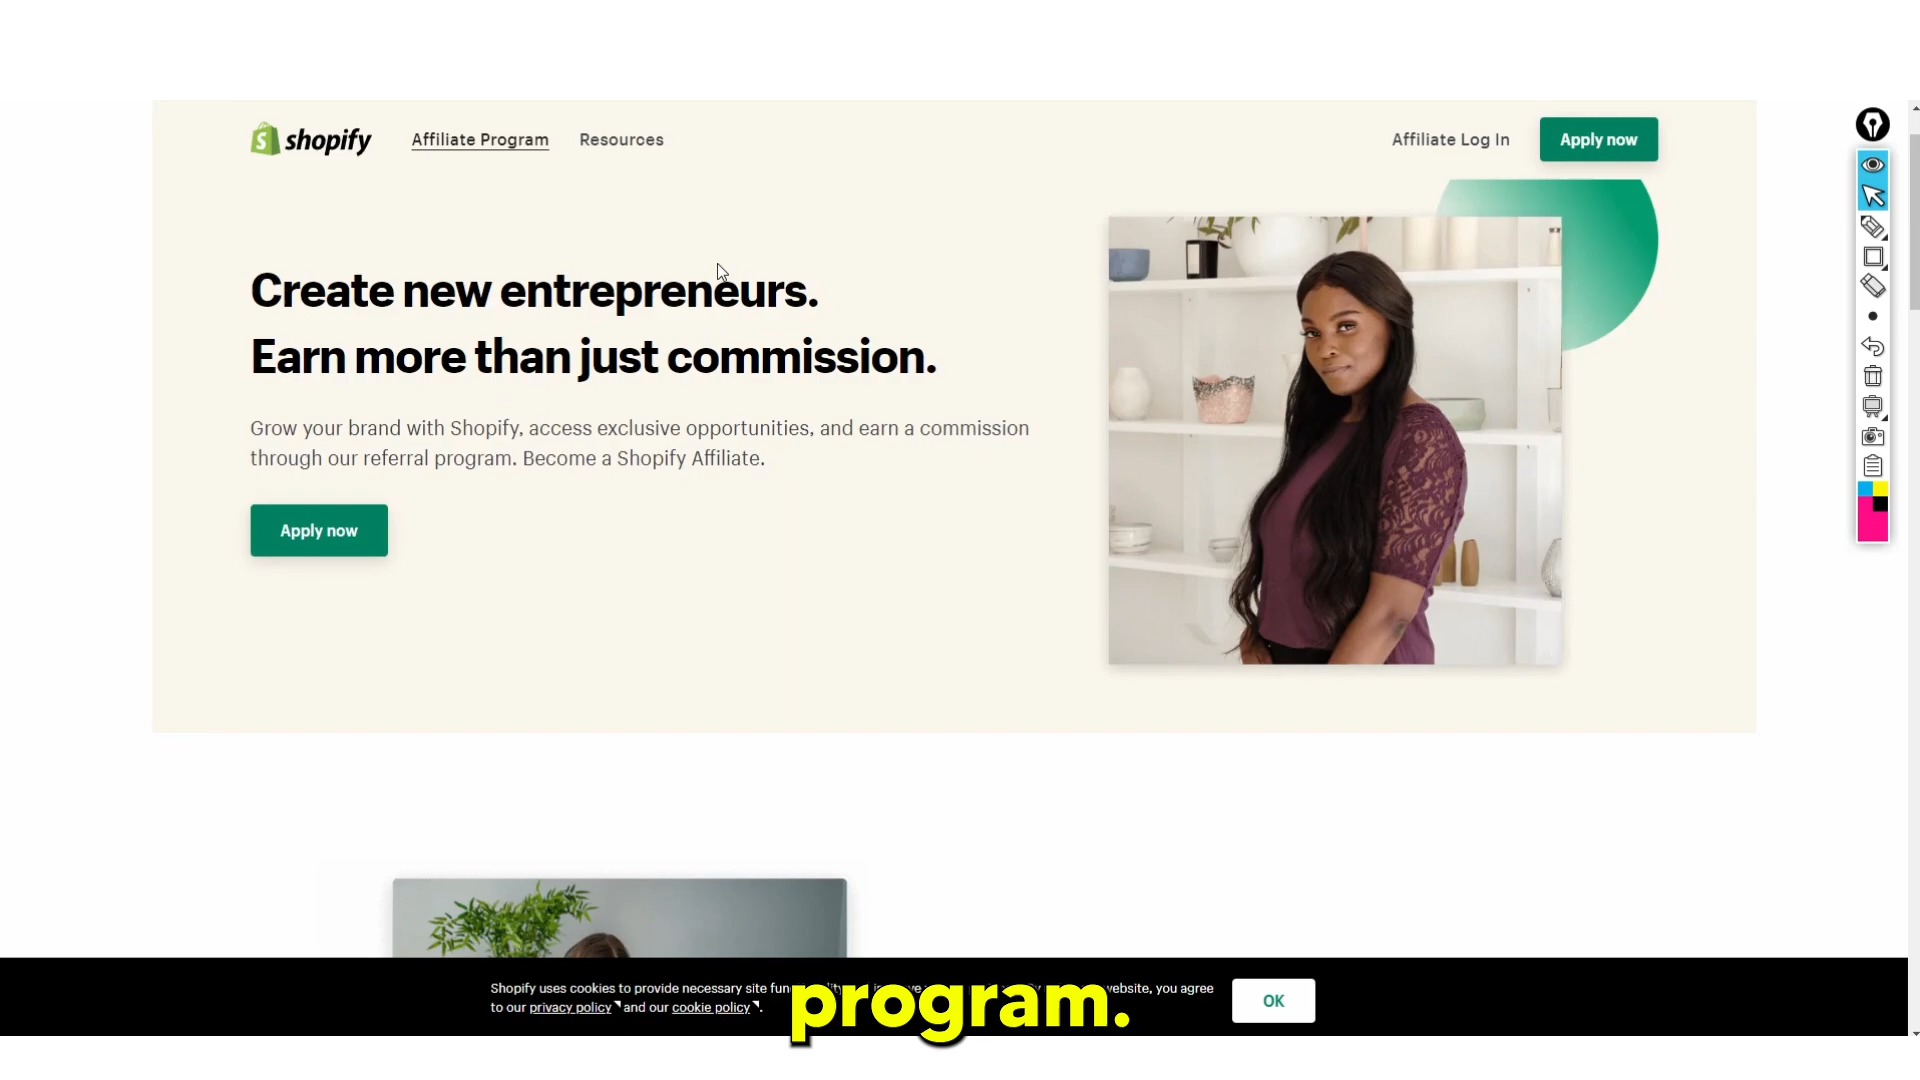 shopify
Affiliate Program
Resources
Affiliate Log In
Apply now
Create new entrepreneurs.
Earn more than just commission.
Grow your brand with Shopify, access exclusive opportunities, and earn a commission
through our referral program. Become a Shopify Affiliate.
Apply now
Shopify uses cookies to provide necessary site website, you agree
to our privacy policy and our cookie policy.
OK
program.